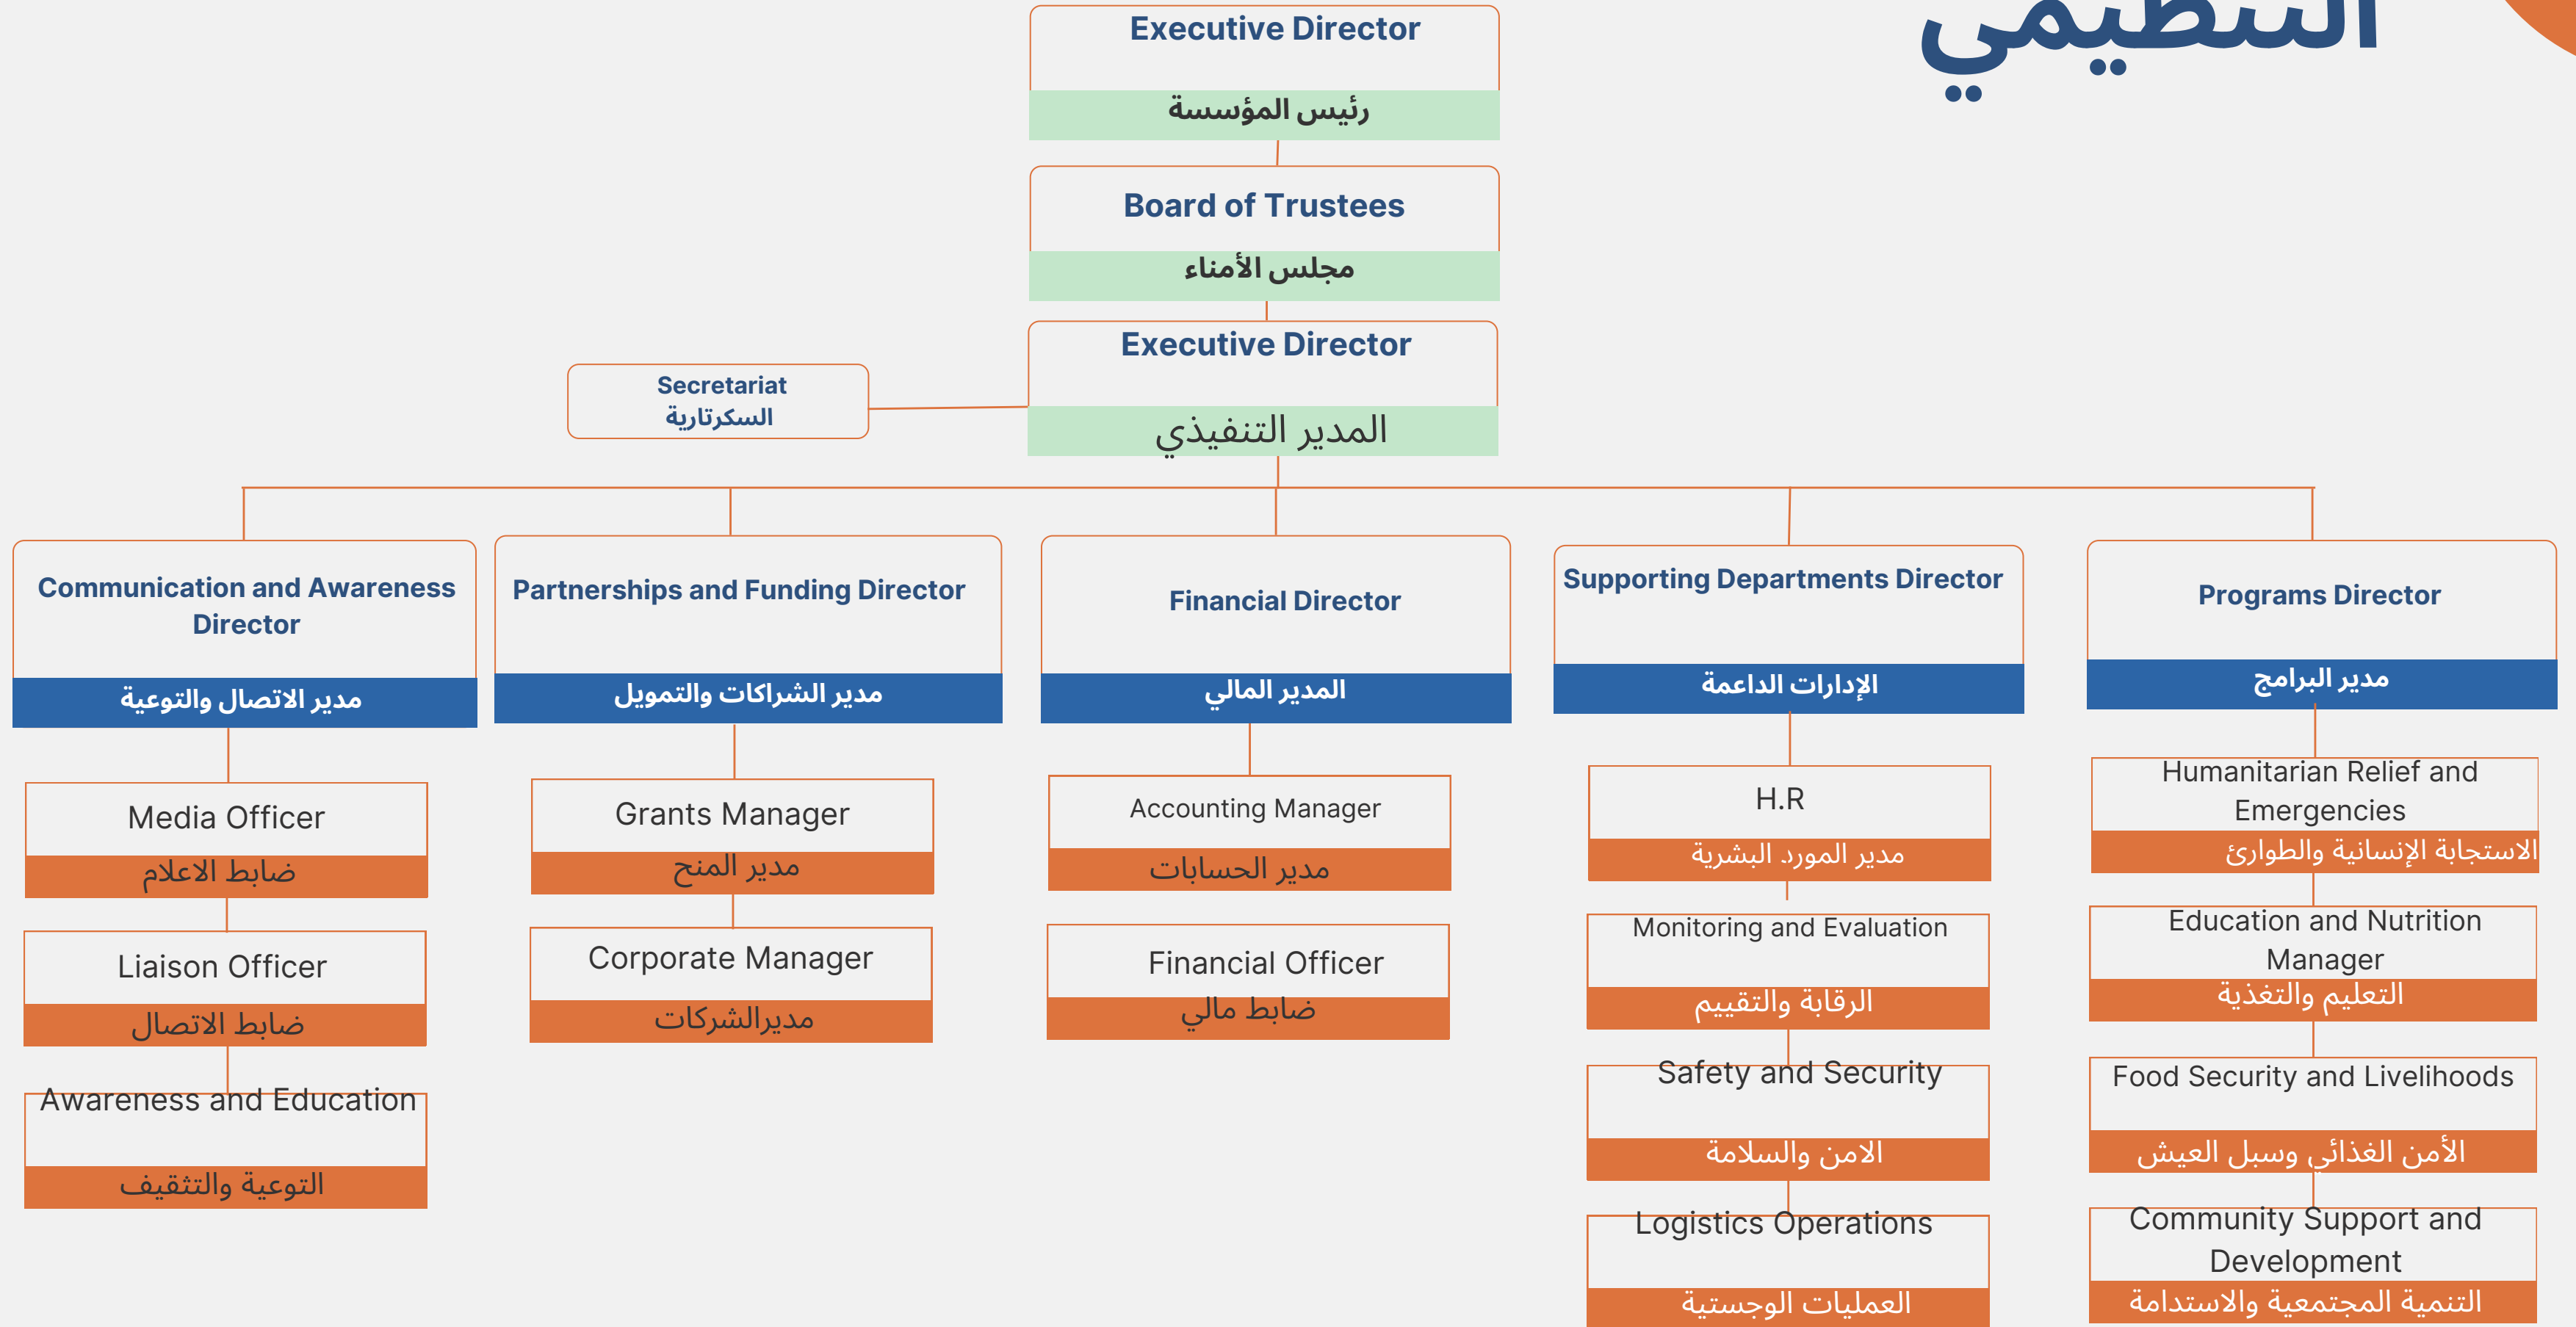 التنظيمي
Executive Director
رئيس المؤسسة
Board of Trustees
مجلس الأمناء
Executive Director
المدير التنفيذي
Secretariat
السكرتارية
Communication and Awareness
Director
مدير الاتصال والتوعية
Media Officer
ضابط الاعلام
Liaison Officer
ضابط الاتصال
Awareness and Education
التوعية والتثقيف
Partnerships and Funding Director
مدير الشراكات والتمويل
Grants Manager
مدير المنح
Corporate Manager
مديرالشركات
Financial Director
المدير المالي
Accounting Manager
مدير الحسابات
Financial Officer
ضابط مالي
Supporting Departments Director
الإدارات الداعمة
H.R
مدير المورد البشرية
Monitoring and Evaluation
الرقابة والتقييم
Safety and Security
الامن والسلامة
Logistics Operations
العمليات الوجستية
Programs Director
مدير البرامج
Humanitarian Relief and
Emergencies
الاستجابة الإنسانية والطوارئ
Education and Nutrition
Manager
التعليم والتغذية
Food Security and Livelihoods
الأمن الغذائي وسبل العيش
Community Support and
Development
التنمية المجتمعية والاستدامة